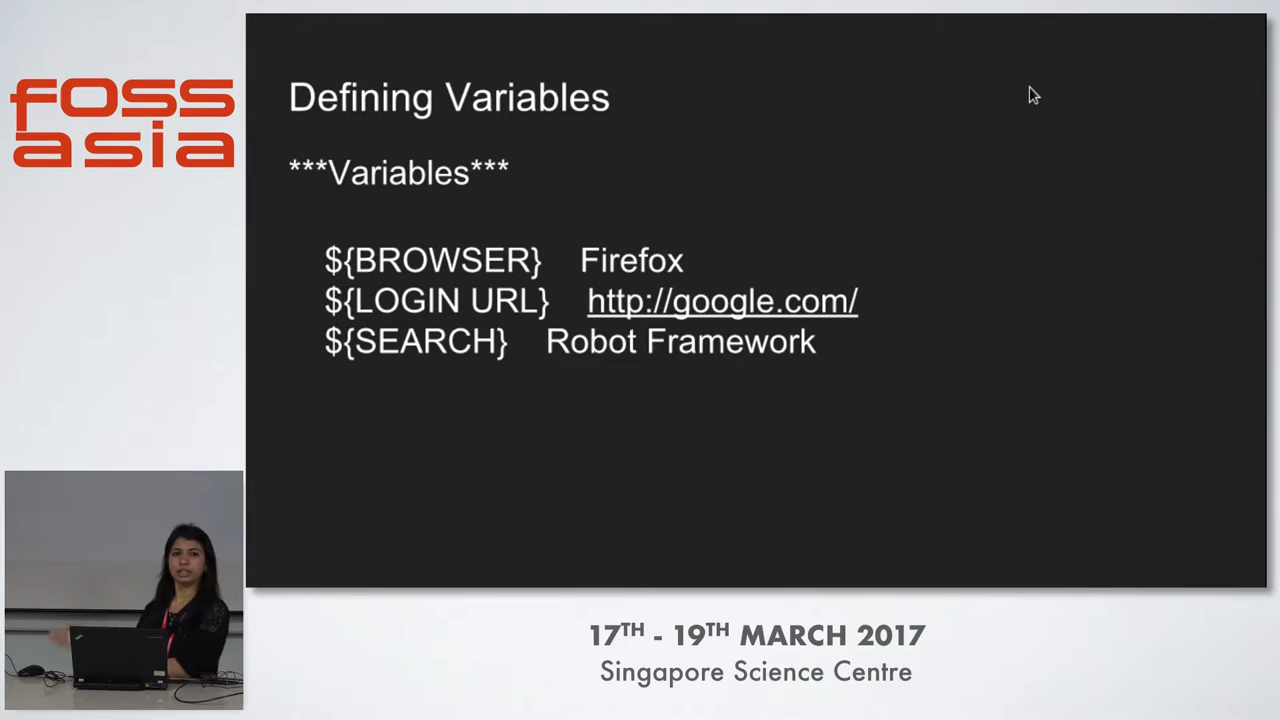 foss
asia
Defining Variables
***Variables***
${BROWSER} Firefox
${LOGIN URL} http://google.com/
${SEARCH} Robot Framework
17TH - 19TH MARCH 2017
Singapore Science Centre